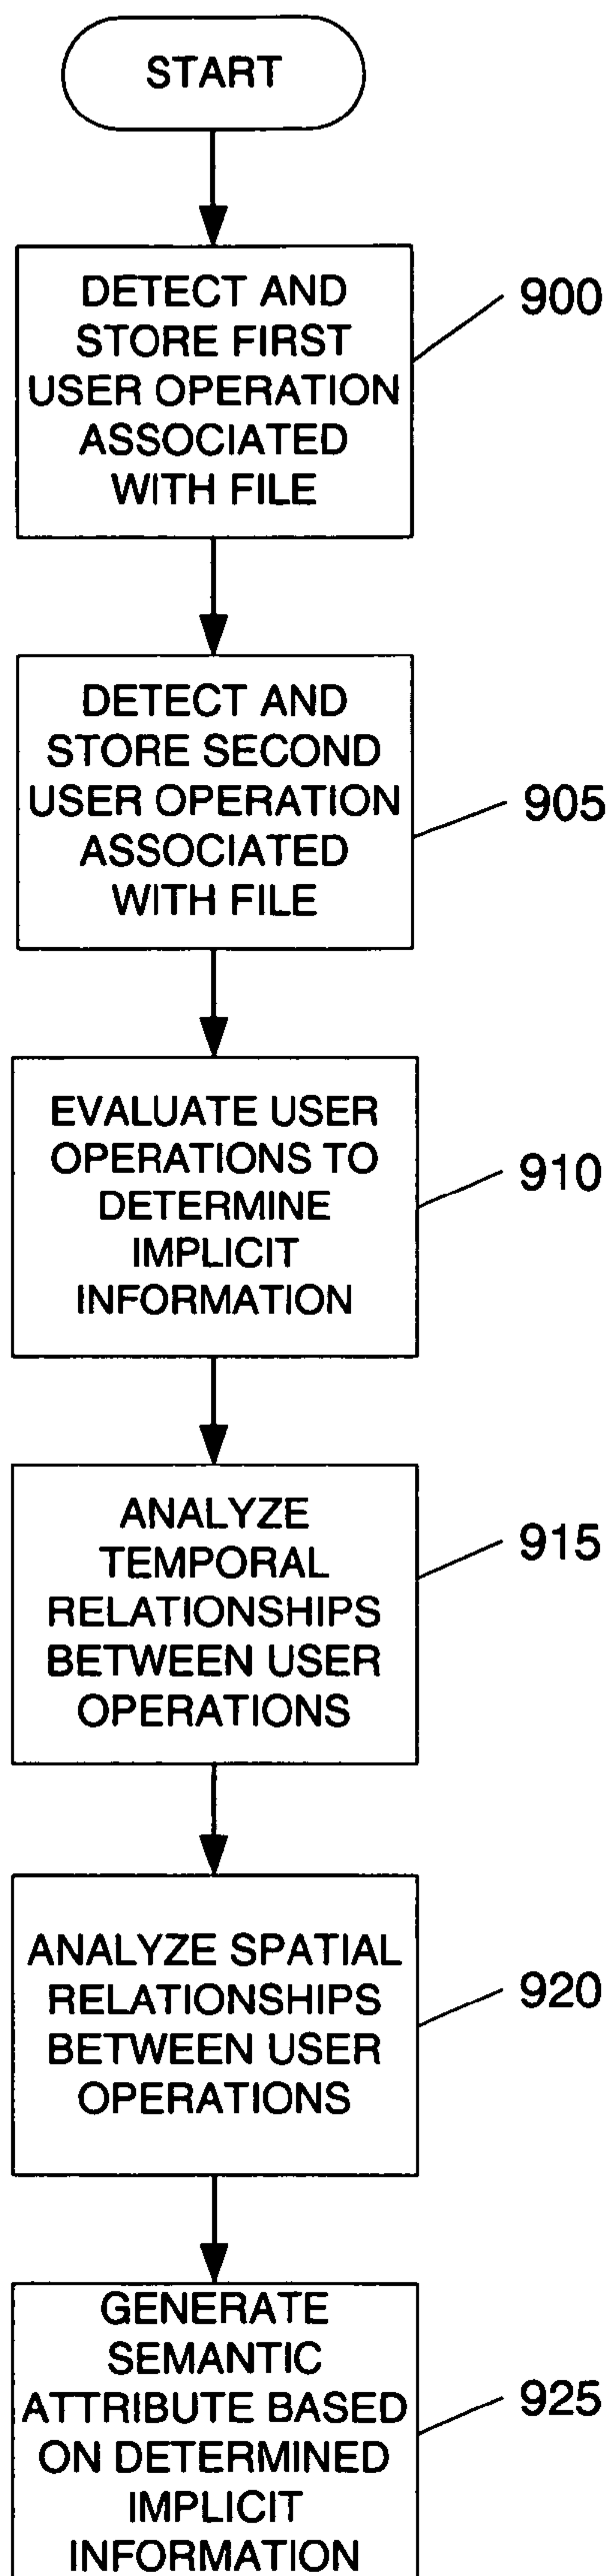 START
DETECT AND
STORE FIRST
USER OPERATION
ASSOCIATED
WITH FILE
900
DETECT AND
STORE SECOND
USER OPERATION
ASSOCIATED
WITH FILE
905
EVALUATE USER
OPERATIONS TO
DETERMINE
IMPLICIT
INFORMATION
910
ANALYZE
TEMPORAL
RELATIONSHIPS
BETWEEN USER
OPERATIONS
915
ANALYZE SPATIAL
RELATIONSHIPS
BETWEEN USER
OPERATIONS
920
GENERATE
SEMANTIC
ATTRIBUTE BASED
ON DETERMINED
IMPLICIT
INFORMATION
925